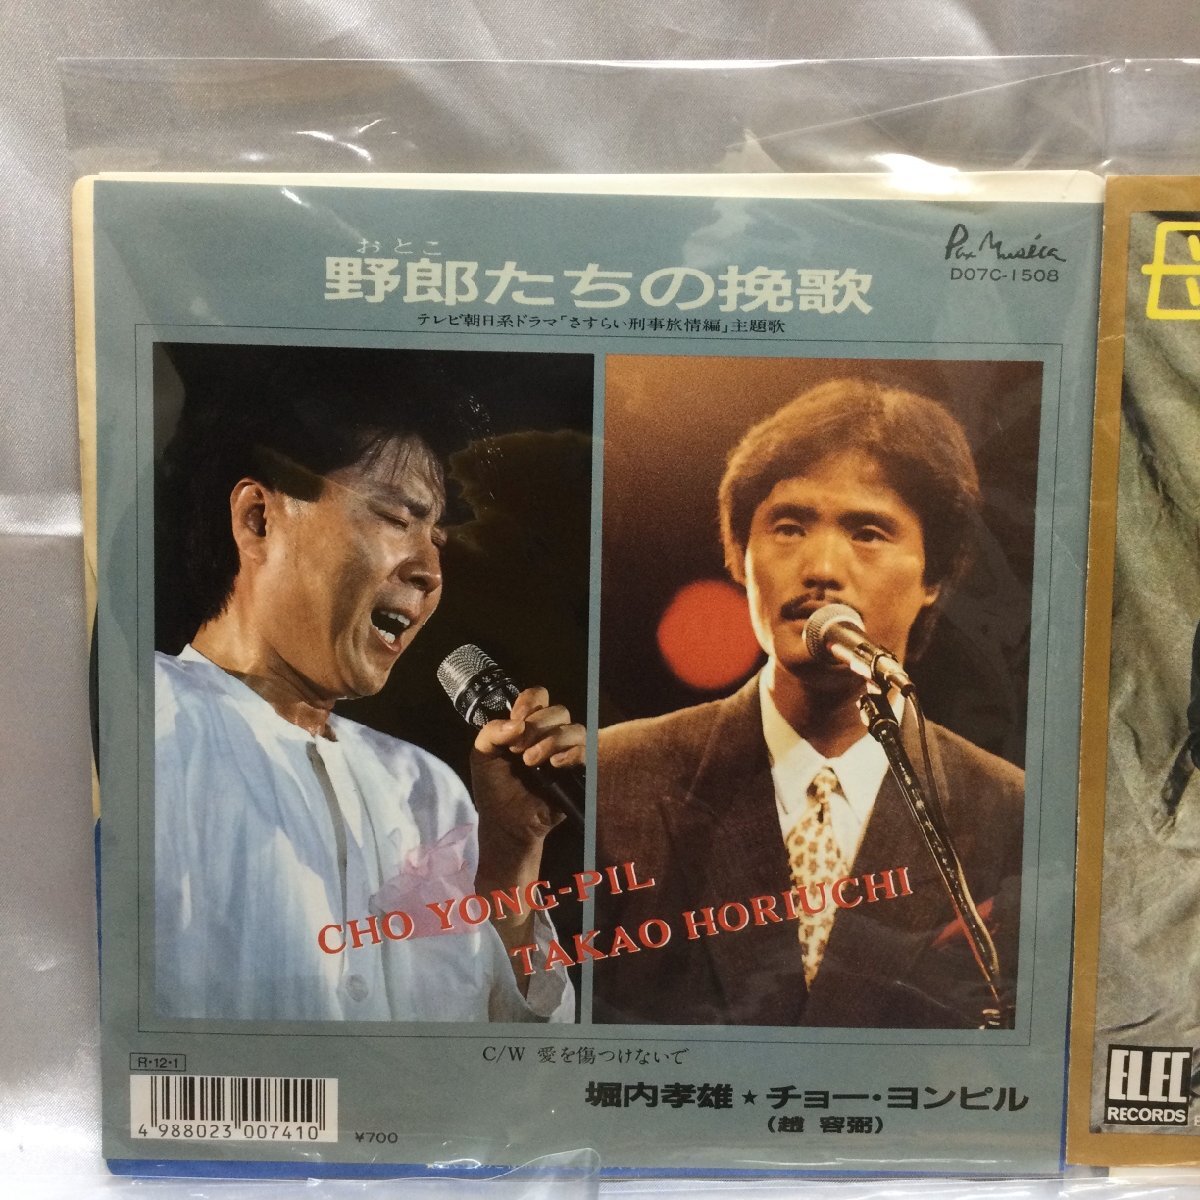 おとこ
野郎たちの挽歌
Pax Musica
D07C-1508
テレビ朝日系ドラマ「さすらい刑事旅情編」主題歌
CHO YONG-PIL
TAKAO HORIUCHI
C/W 愛を傷つけないで
堀内孝雄★チョー・ヨンピル
(趙 容弼)
R・12・1
4 988023 007410
¥700
ELEC
RECORDS